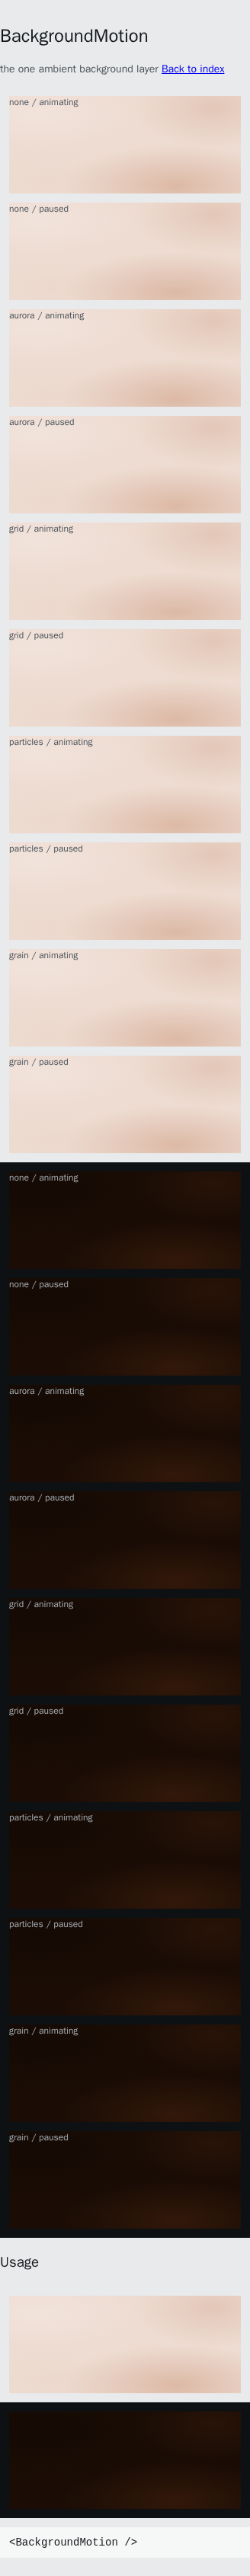 BackgroundMotion
the one ambient background layer Back to index
none / animating
none / paused
aurora / animating
aurora / paused
grid / animating
grid / paused
particles / animating
particles / paused
grain / animating
grain / paused
none / animating
none / paused
aurora / animating
aurora / paused
grid / animating
grid / paused
particles / animating
particles / paused
grain / animating
grain / paused
Usage
<BackgroundMotion />